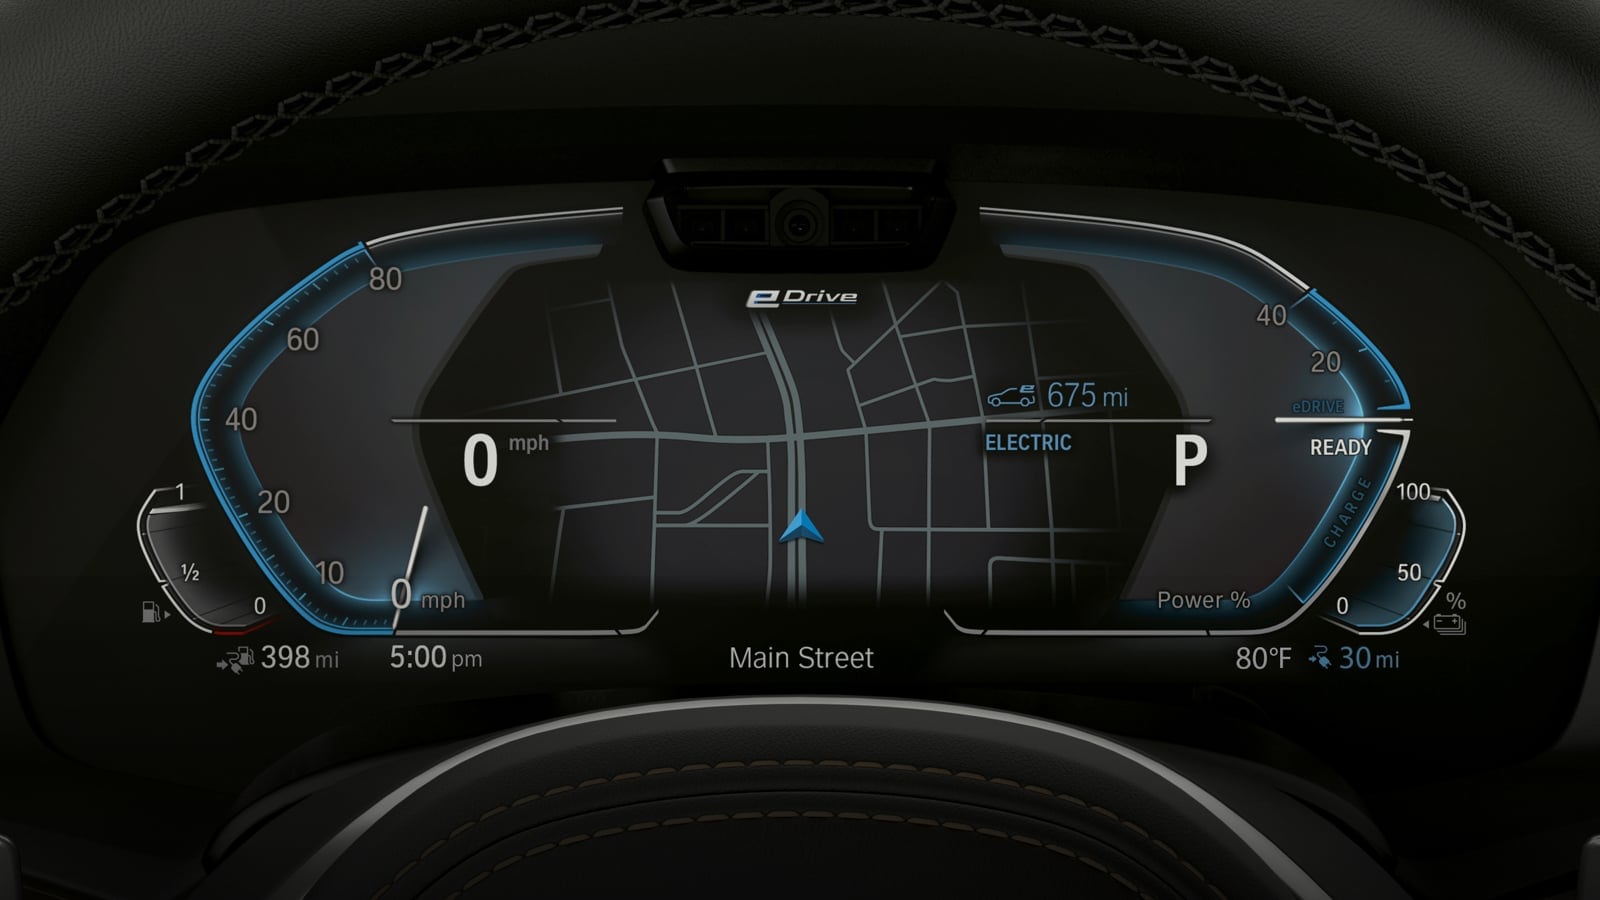 eDrive
80
60
40
20
10
0 mph
0 mph
675 mi
ELECTRIC
P
40
20
eDRIVE
READY
CHARGE
Power %
1
½
0
100
50
0
%
398 mi
5:00 pm
Main Street
80°F
30 mi